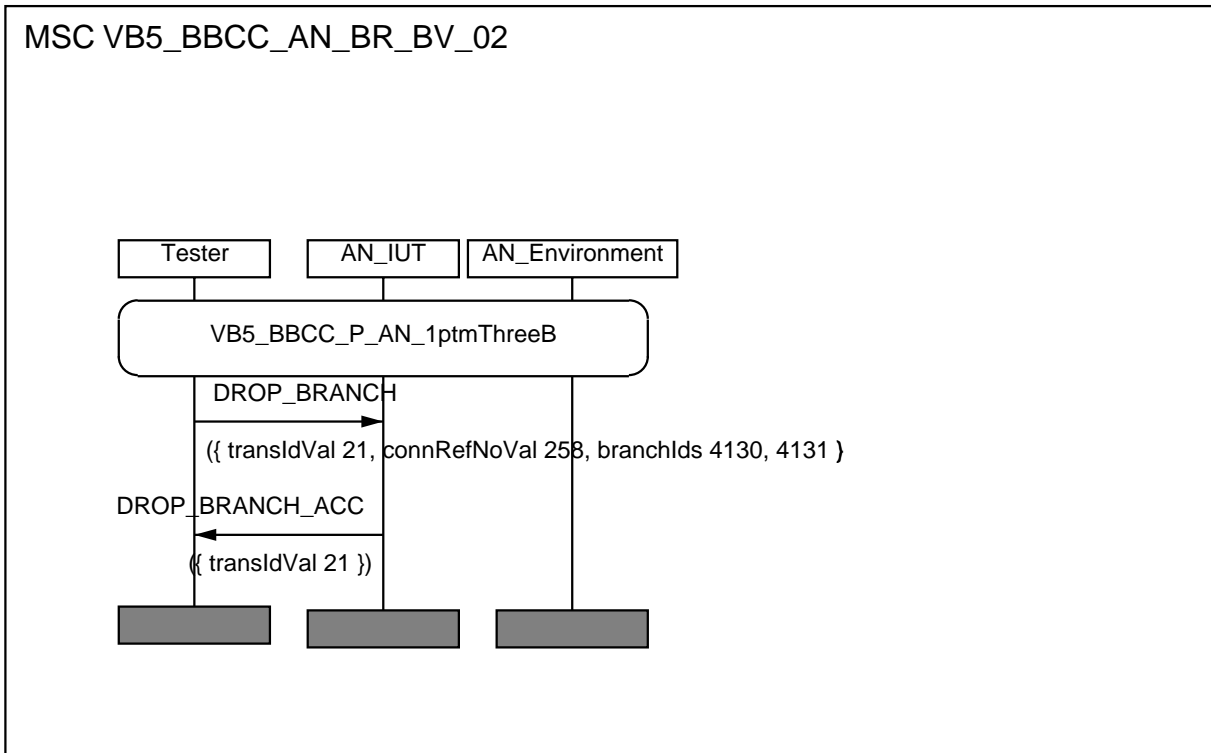 MSC VB5_BBCC_AN_BR_BV_02
Tester AN_IUT AN_Environment
VB5_BBCC_P_AN_1ptmThreeB
DROP_BRANCH
({ transIdVal 21, connRefNoVal 258, branchIds 4130, 4131 }
DROP_BRANCH_ACC
({ transIdVal 21 })